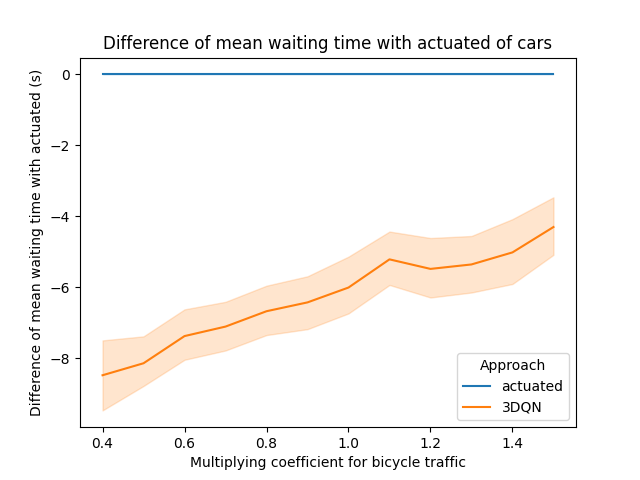 Difference of mean waiting time with actuated of cars
Difference of mean waiting time with actuated (s)
0
−2
−4
−6
−8
0.4 0.6 0.8 1.0 1.2 1.4
Multiplying coefficient for bicycle traffic
Approach
actuated
3DQN